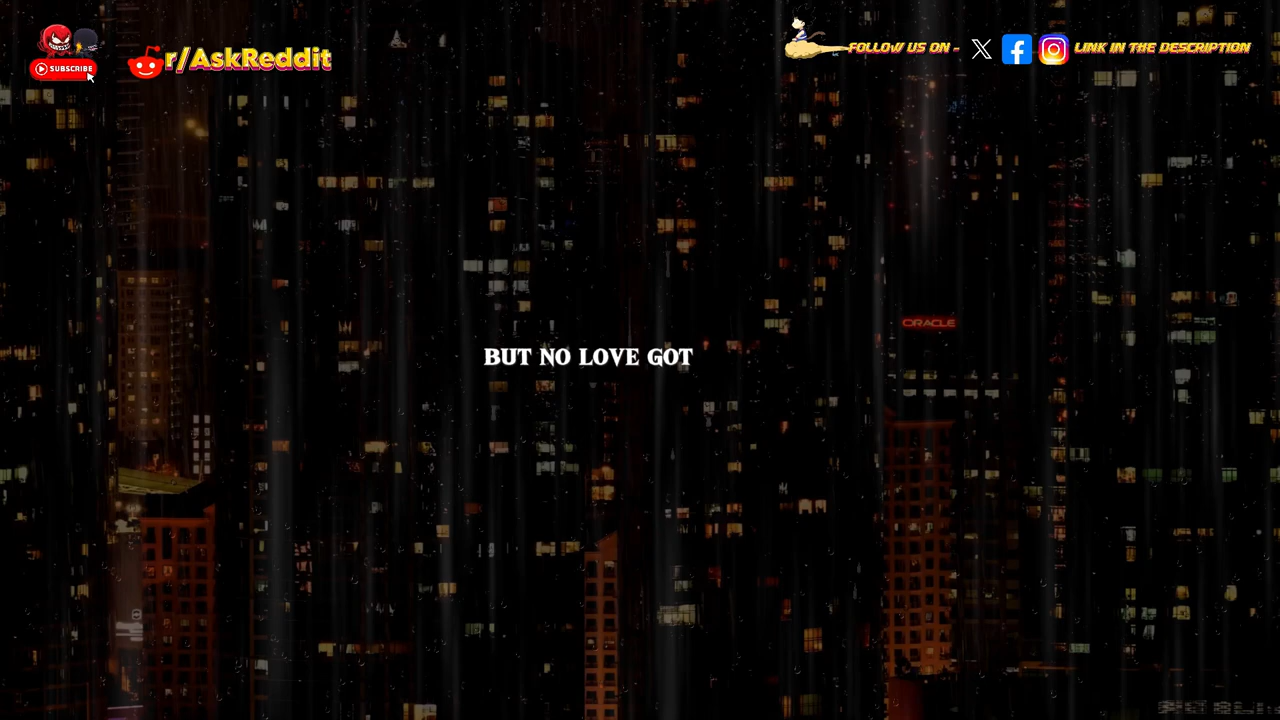 SUBSCRIBE
r/AskReddit
FOLLOW US ON -
LINK IN THE DESCRIPTION
ORACLE
BUT NO LOVE GOT